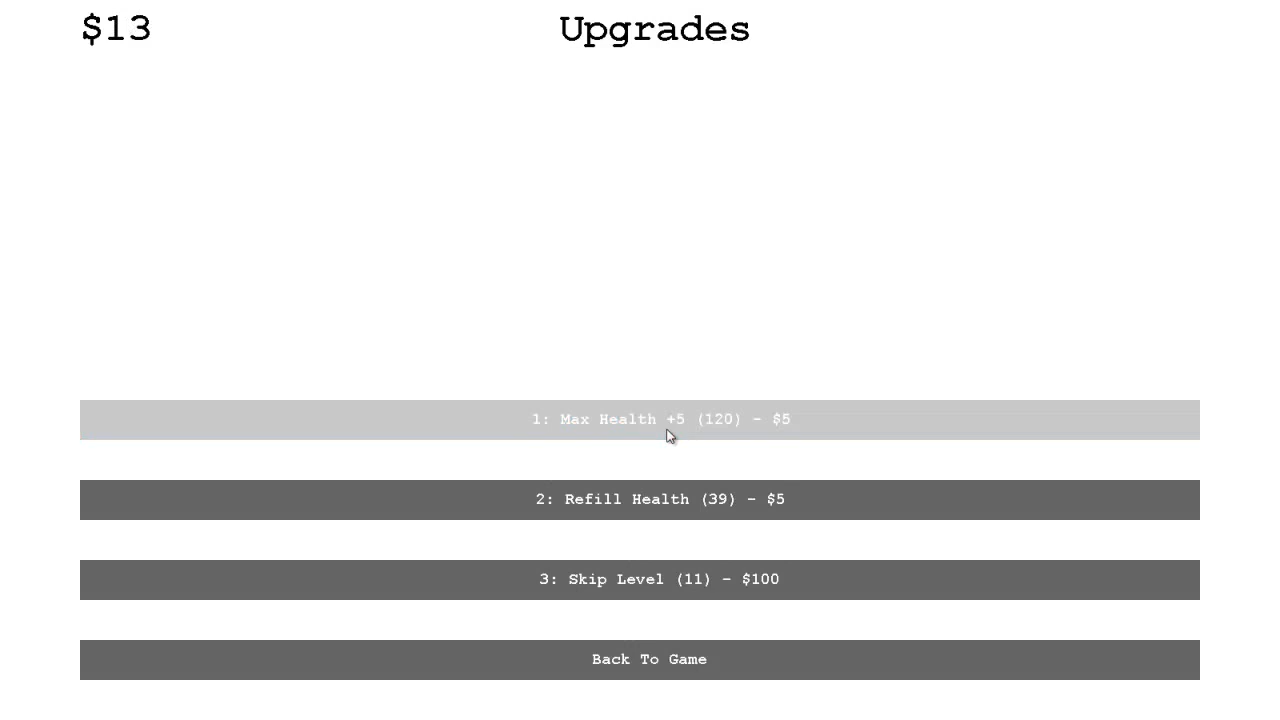 $13
Upgrades
1: Max Health +5 (120) - $5
2: Refill Health (39) - $5
3: Skip Level (11) - $100
Back To Game